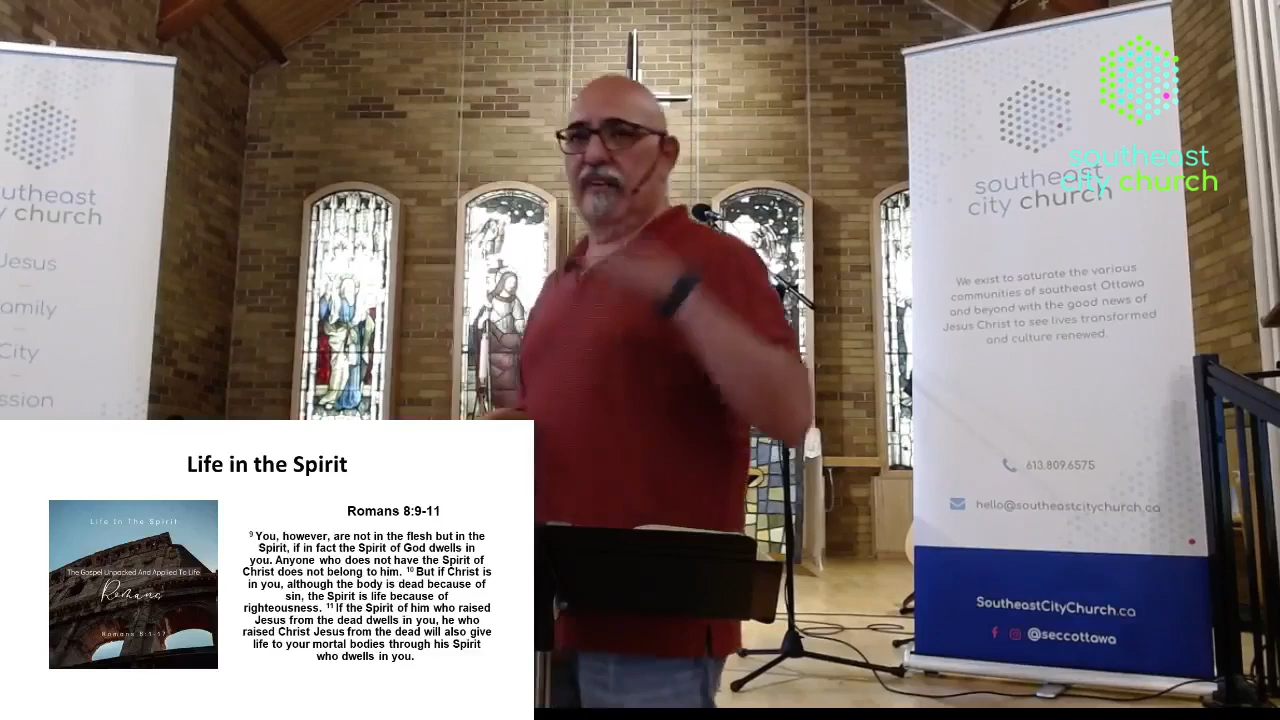 utheast
y church
Jesus
amily
City
ssion
southeast
city church
southeast
city church
We exist to saturate the various
communities of southeast Ottawa
and beyond with the good news of
Jesus Christ to see lives transformed
and culture renewed.
613.809.6575
hello@southeastcitychurch.ca
SoutheastCityChurch.ca
@seccottawa
Life in the Spirit
Life In The Spirit
The Gospel Unpacked And Applied To Life
Romans
Romans 8:1-17
Romans 8:9-11
9 You, however, are not in the flesh but in the
Spirit, if in fact the Spirit of God dwells in
you. Anyone who does not have the Spirit of
Christ does not belong to him. 10 But if Christ is
in you, although the body is dead because of
sin, the Spirit is life because of
righteousness. 11 If the Spirit of him who raised
Jesus from the dead dwells in you, he who
raised Christ Jesus from the dead will also give
life to your mortal bodies through his Spirit
who dwells in you.